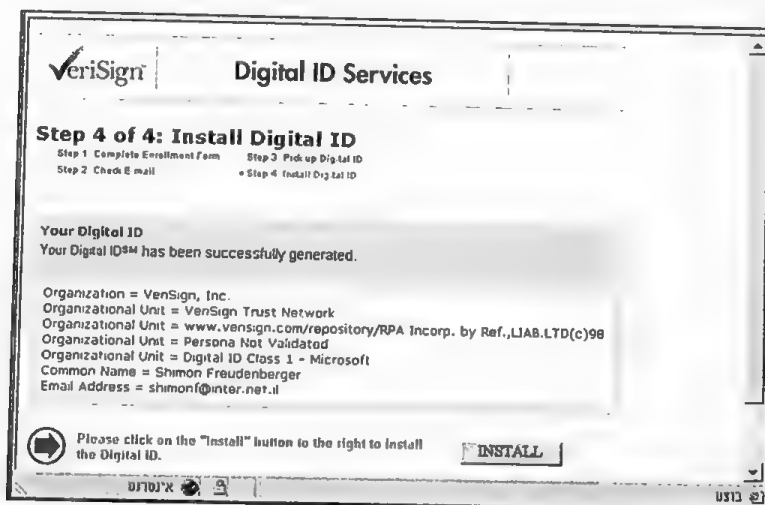 VeriSign
Digital ID Services
Step 4 of 4: Install Digital ID
Step 1 Complete Enrollment Form
Step 3 Pick up Digital ID
Step 2 Check E mail
• Step 4 Install Digital ID
Your Digital ID
Your Digital IDSM has been successfully generated.
Organization = VeriSign, Inc.
Organizational Unit = VeriSign Trust Network
Organizational Unit = www.verisign.com/repository/RPA Incorp. by Ref.,LIAB.LTD(c)98
Organizational Unit = Persona Not Validated
Organizational Unit = Digital ID Class 1 - Microsoft
Common Name = Shimon Freudenberger
Email Address = shimonf@inter.net.il
Please click on the "Install" button to the right to install
the Digital ID.
INSTALL
אינטרנט
בוצע